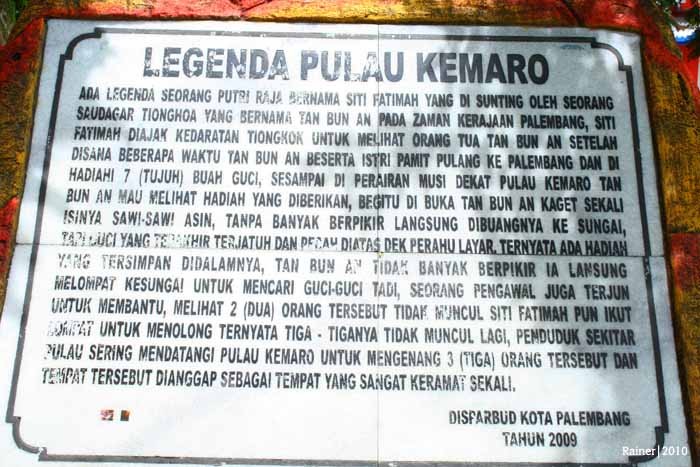 LEGENDA PULAU KEMARO
ADA LEGENDA SEORANG PUTRI RAJA BERNAMA SITI FATIMAH YANG DI SUNTING OLEH SEORANG
SAUDAGAR TIONGHOA YANG BERNAMA TAN BUN AN PADA ZAMAN KERAJAAN PALEMBANG, SITI
FATIMAH DIAJAK KEDARATAN TIONGKOK UNTUK MELIHAT ORANG TUA TAN BUN AN SETELAH
DISANA BEBERAPA WAKTU TAN BUN AN BESERTA ISTRI PAMIT PULANG KE PALEMBANG DAN DI
HADIAHI 7 (TUJUH) BUAH GUCI, SESAMPAI DI PERAIRAN MUSI DEKAT PULAU KEMARO TAN
BUN AN MAU MELIHAT HADIAH YANG DIBERIKAN, BEGITU DI BUKA TAN BUN AN KAGET SEKALI
ISINYA SAWI-SAWI ASIN, TANPA BANYAK BERPIKIR LANGSUNG DIBUANGNYA KE SUNGAI,
TAPI GUCI YANG TERAKHIR TERJATUH DAN PECAH DIATAS DEK PERAHU LAYAR, TERNYATA ADA HADIAH
YANG TERSIMPAN DIDALAMNYA, TAN BUN AN TIDAK BANYAK BERPIKIR IA LANSUNG
MELOMPAT KESUNGAI UNTUK MENCARI GUCI-GUCI TADI, SEORANG PENGAWAL JUGA TERJUN
UNTUK MEMBANTU, MELIHAT 2 (DUA) ORANG TERSEBUT TIDAK MUNCUL SITI FATIMAH PUN IKUT
LOMPAT UNTUK MENOLONG TERNYATA TIGA - TIGANYA TIDAK MUNCUL LAGI, PENDUDUK SEKITAR
PULAU SERING MENDATANGI PULAU KEMARO UNTUK MENGENANG 3 (TIGA) ORANG TERSEBUT DAN
TEMPAT TERSEBUT DIANGGAP SEBAGAI TEMPAT YANG SANGAT KERAMAT SEKALI.
DISPARBUD KOTA PALEMBANG
TAHUN 2009
Rainer|2010